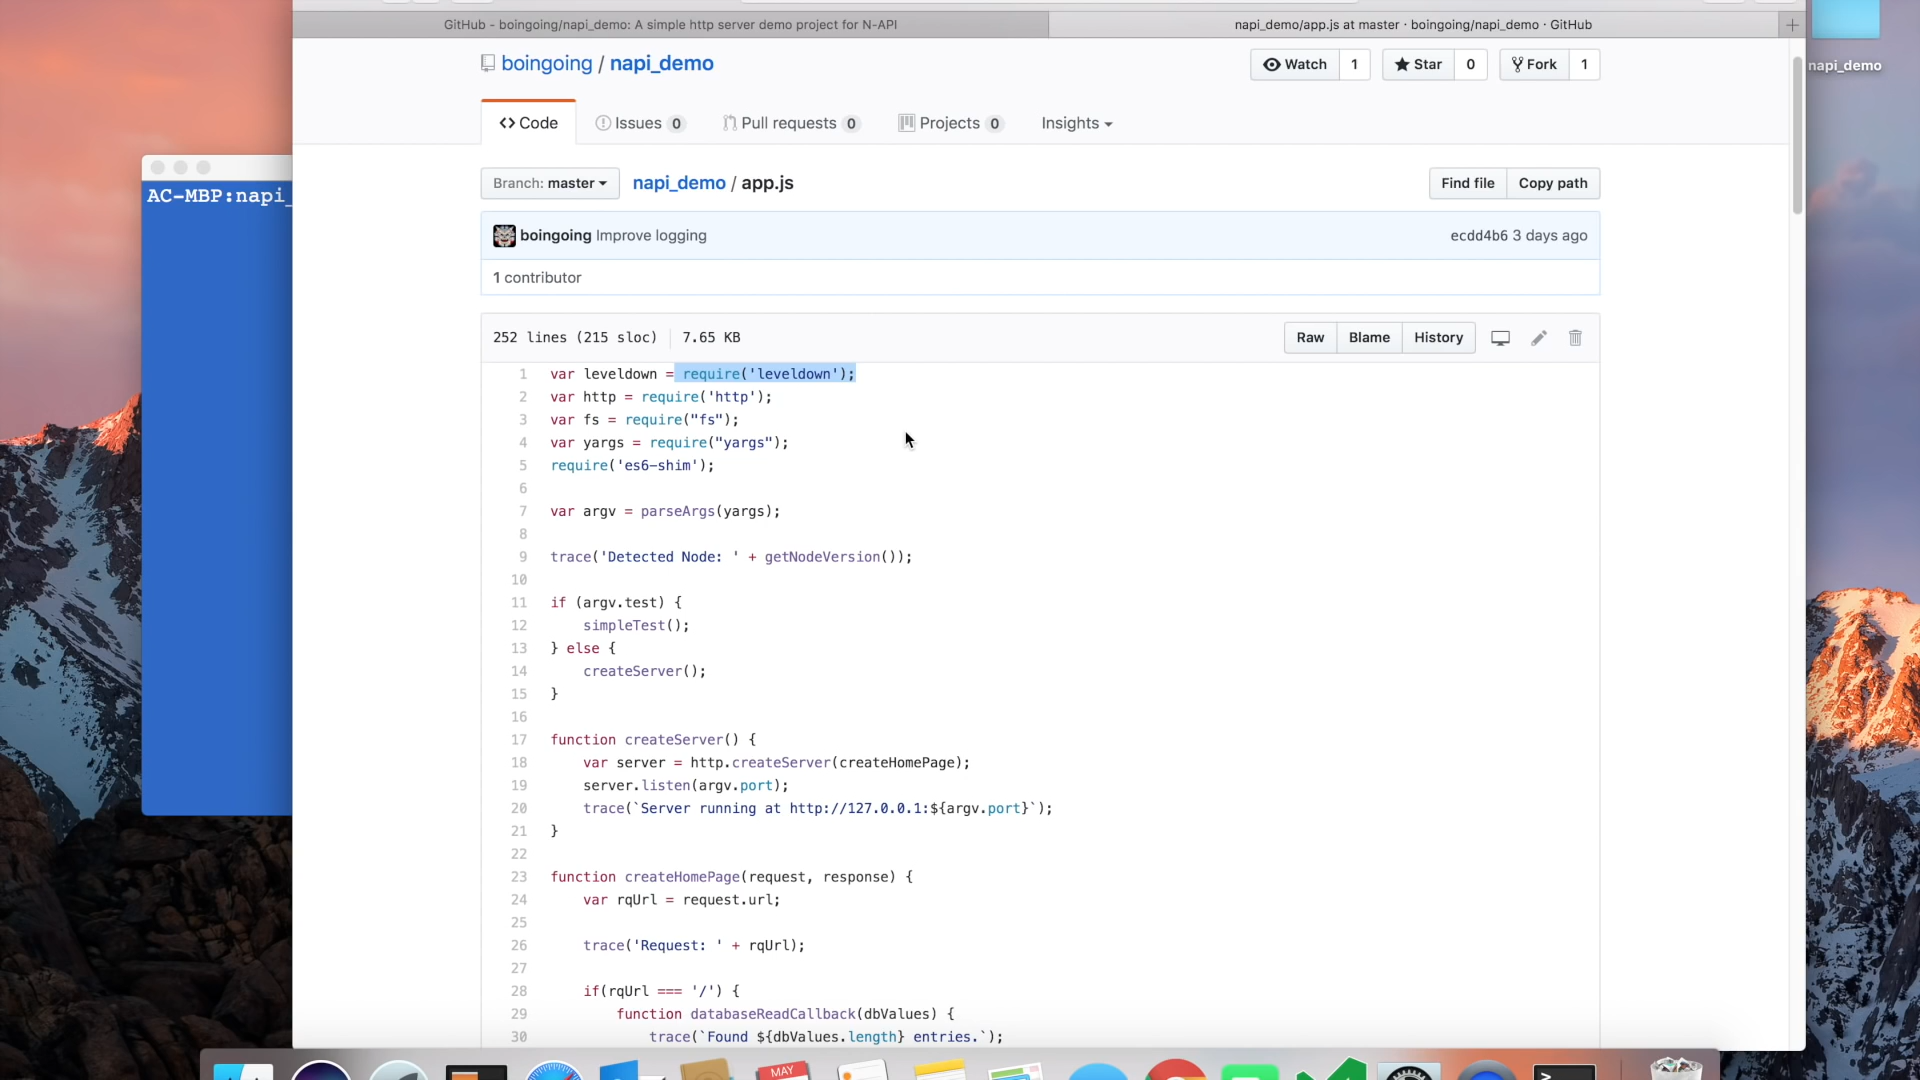 GitHub - boingoing/napi_demo: A simple http server demo project for N-API
napi_demo/app.js at master · boingoing/napi_demo · GitHub
napi_demo
boingoing / napi_demo
Watch 1
Star 0
Fork 1
Code
Issues 0
Pull requests 0
Projects 0
Insights
AC-MBP:napi_
Branch: master
napi_demo / app.js
Find file
Copy path
boingoing Improve logging
ecdd4b6 3 days ago
1 contributor
252 lines (215 sloc)
7.65 KB
Raw
Blame
History
1 var leveldown = require('leveldown');
2 var http = require('http');
3 var fs = require("fs");
4 var yargs = require("yargs");
5 require('es6-shim');
6
7 var argv = parseArgs(yargs);
8
9 trace('Detected Node: ' + getNodeVersion());
10
11 if (argv.test) {
12     simpleTest();
13 } else {
14     createServer();
15 }
16
17 function createServer() {
18     var server = http.createServer(createHomePage);
19     server.listen(argv.port);
20     trace(`Server running at http://127.0.0.1:${argv.port}`);
21 }
22
23 function createHomePage(request, response) {
24     var rqUrl = request.url;
25
26     trace('Request: ' + rqUrl);
27
28     if(rqUrl === '/') {
29         function databaseReadCallback(dbValues) {
30             trace(`Found ${dbValues.length} entries.`);
MAY